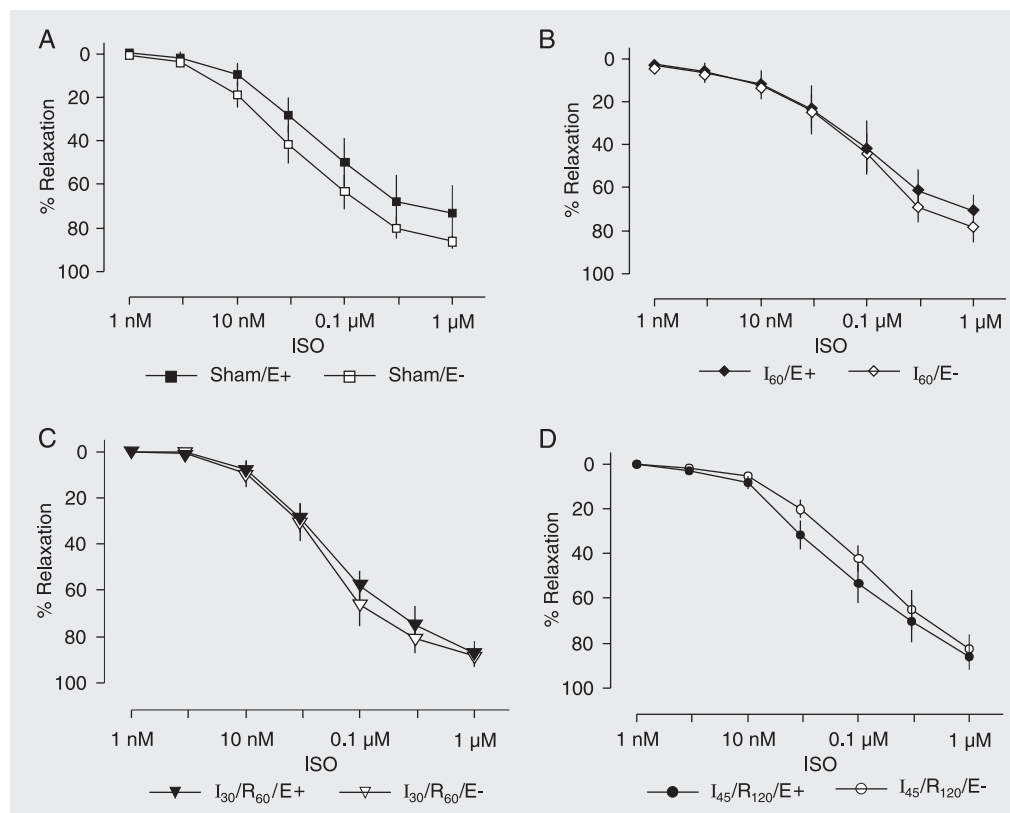 A
0
20
40
60
80
100
% Relaxation
1 nM 10 nM 0.1 µM 1 µM
ISO
Sham/E+ Sham/E-
B
0
20
40
60
80
100
% Relaxation
1 nM 10 nM 0.1 µM 1 µM
ISO
I60/E+ I60/E-
C
0
20
40
60
80
100
% Relaxation
1 nM 10 nM 0.1 µM 1 µM
ISO
I30/R60/E+ I30/R60/E-
D
0
20
40
60
80
100
% Relaxation
1 nM 10 nM 0.1 µM 1 µM
ISO
I45/R120/E+ I45/R120/E-